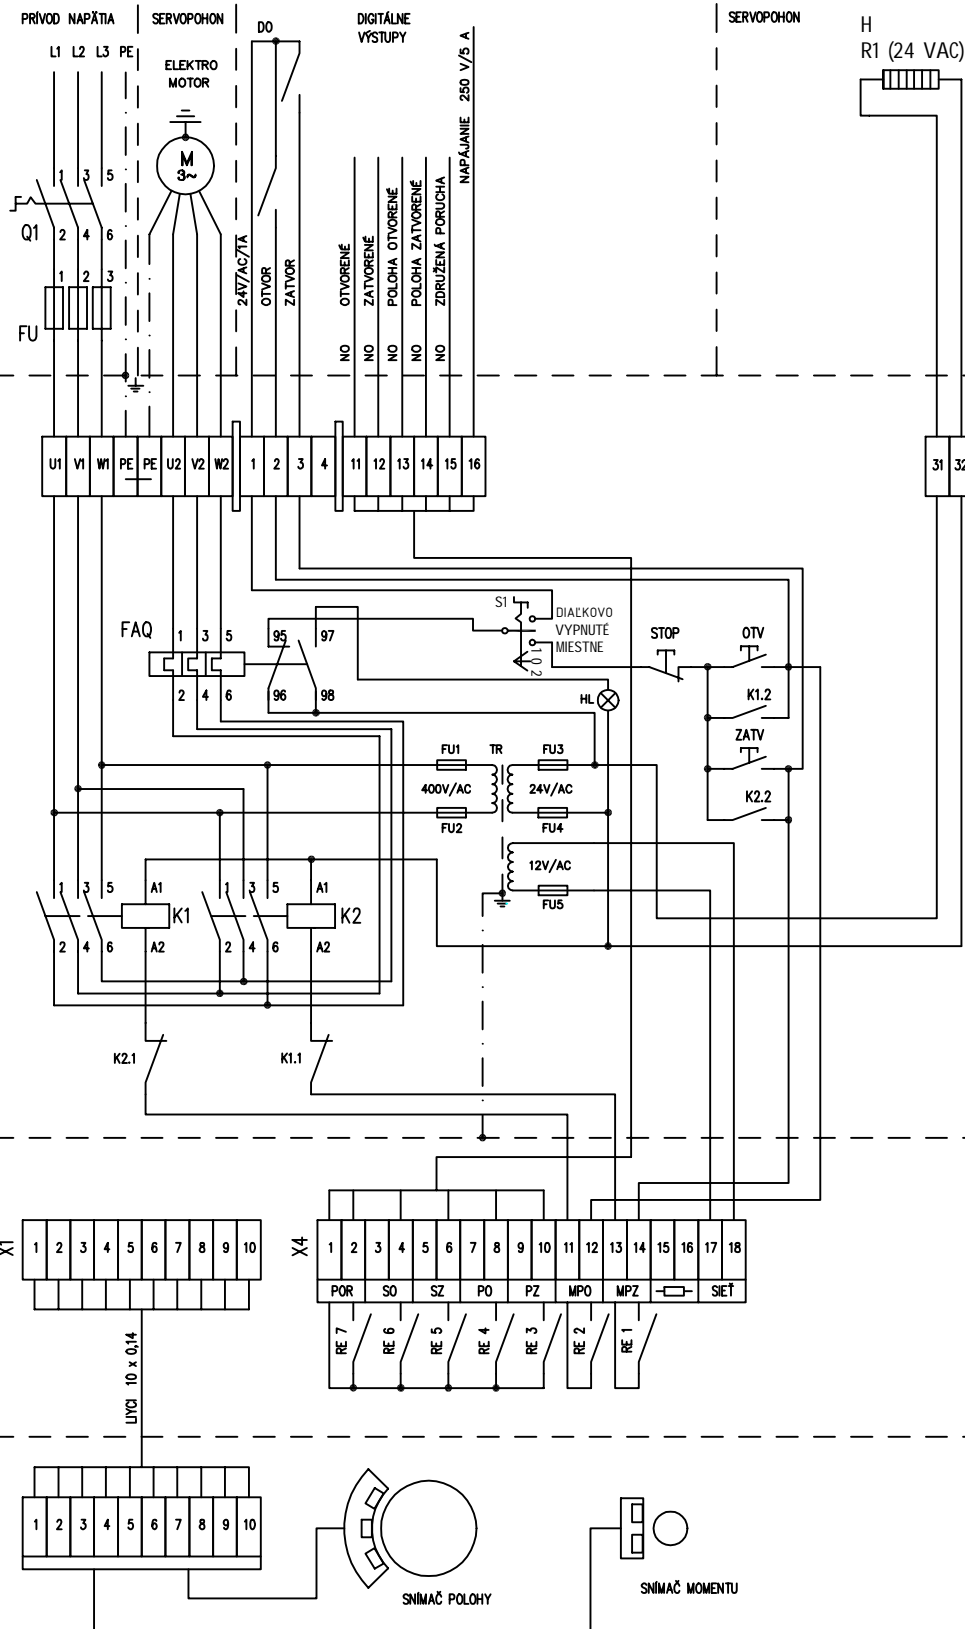 PRÍVOD NAPÄTIA
SERVOPOHON
DIGITÁLNE
VÝSTUPY
SERVOPOHON
H
R1 (24 VAC)
L1 L2 L3 PE
ELEKTRO
MOTOR
DO
M
3~
NAPÁJANIE 250 V/5 A
1 3 5
Q1
2 4 6
1 2 3
FU
24V/AC/1A
OTVOR
ZATVOR
NO OTVORENÉ
NO ZATVORENÉ
NO POLOHA OTVORENÉ
NO POLOHA ZATVORENÉ
NO ZDRUŽENÁ PORUCHA
U1 V1 W1 PE PE U2 V2 W2 1 2 3 4 11 12 13 14 15 16 31 32
S1
DIAĽKOVO
VYPNUTÉ
MIESTNE
1 0 2
FAQ
1 3 5
95 97
STOP
OTV
2 4 6
96 98
HL
K1.2
ZATV
K2.2
FU1 TR FU3
400V/AC 24V/AC
FU2 FU4
12V/AC
FU5
1 3 5 A1 K1
2 4 6 A2
1 3 5 A1 K2
2 4 6 A2
K2.1
K1.1
X1
1 2 3 4 5 6 7 8 9 10
X4
1 2 3 4 5 6 7 8 9 10 11 12 13 14 15 16 17 18
POR SO SZ PO PZ MPO MPZ SIEŤ
RE 7
RE 6
RE 5
RE 4
RE 3
RE 2
RE 1
LIYCI 10 x 0,14
1 2 3 4 5 6 7 8 9 10
SNÍMAČ POLOHY
SNÍMAČ MOMENTU